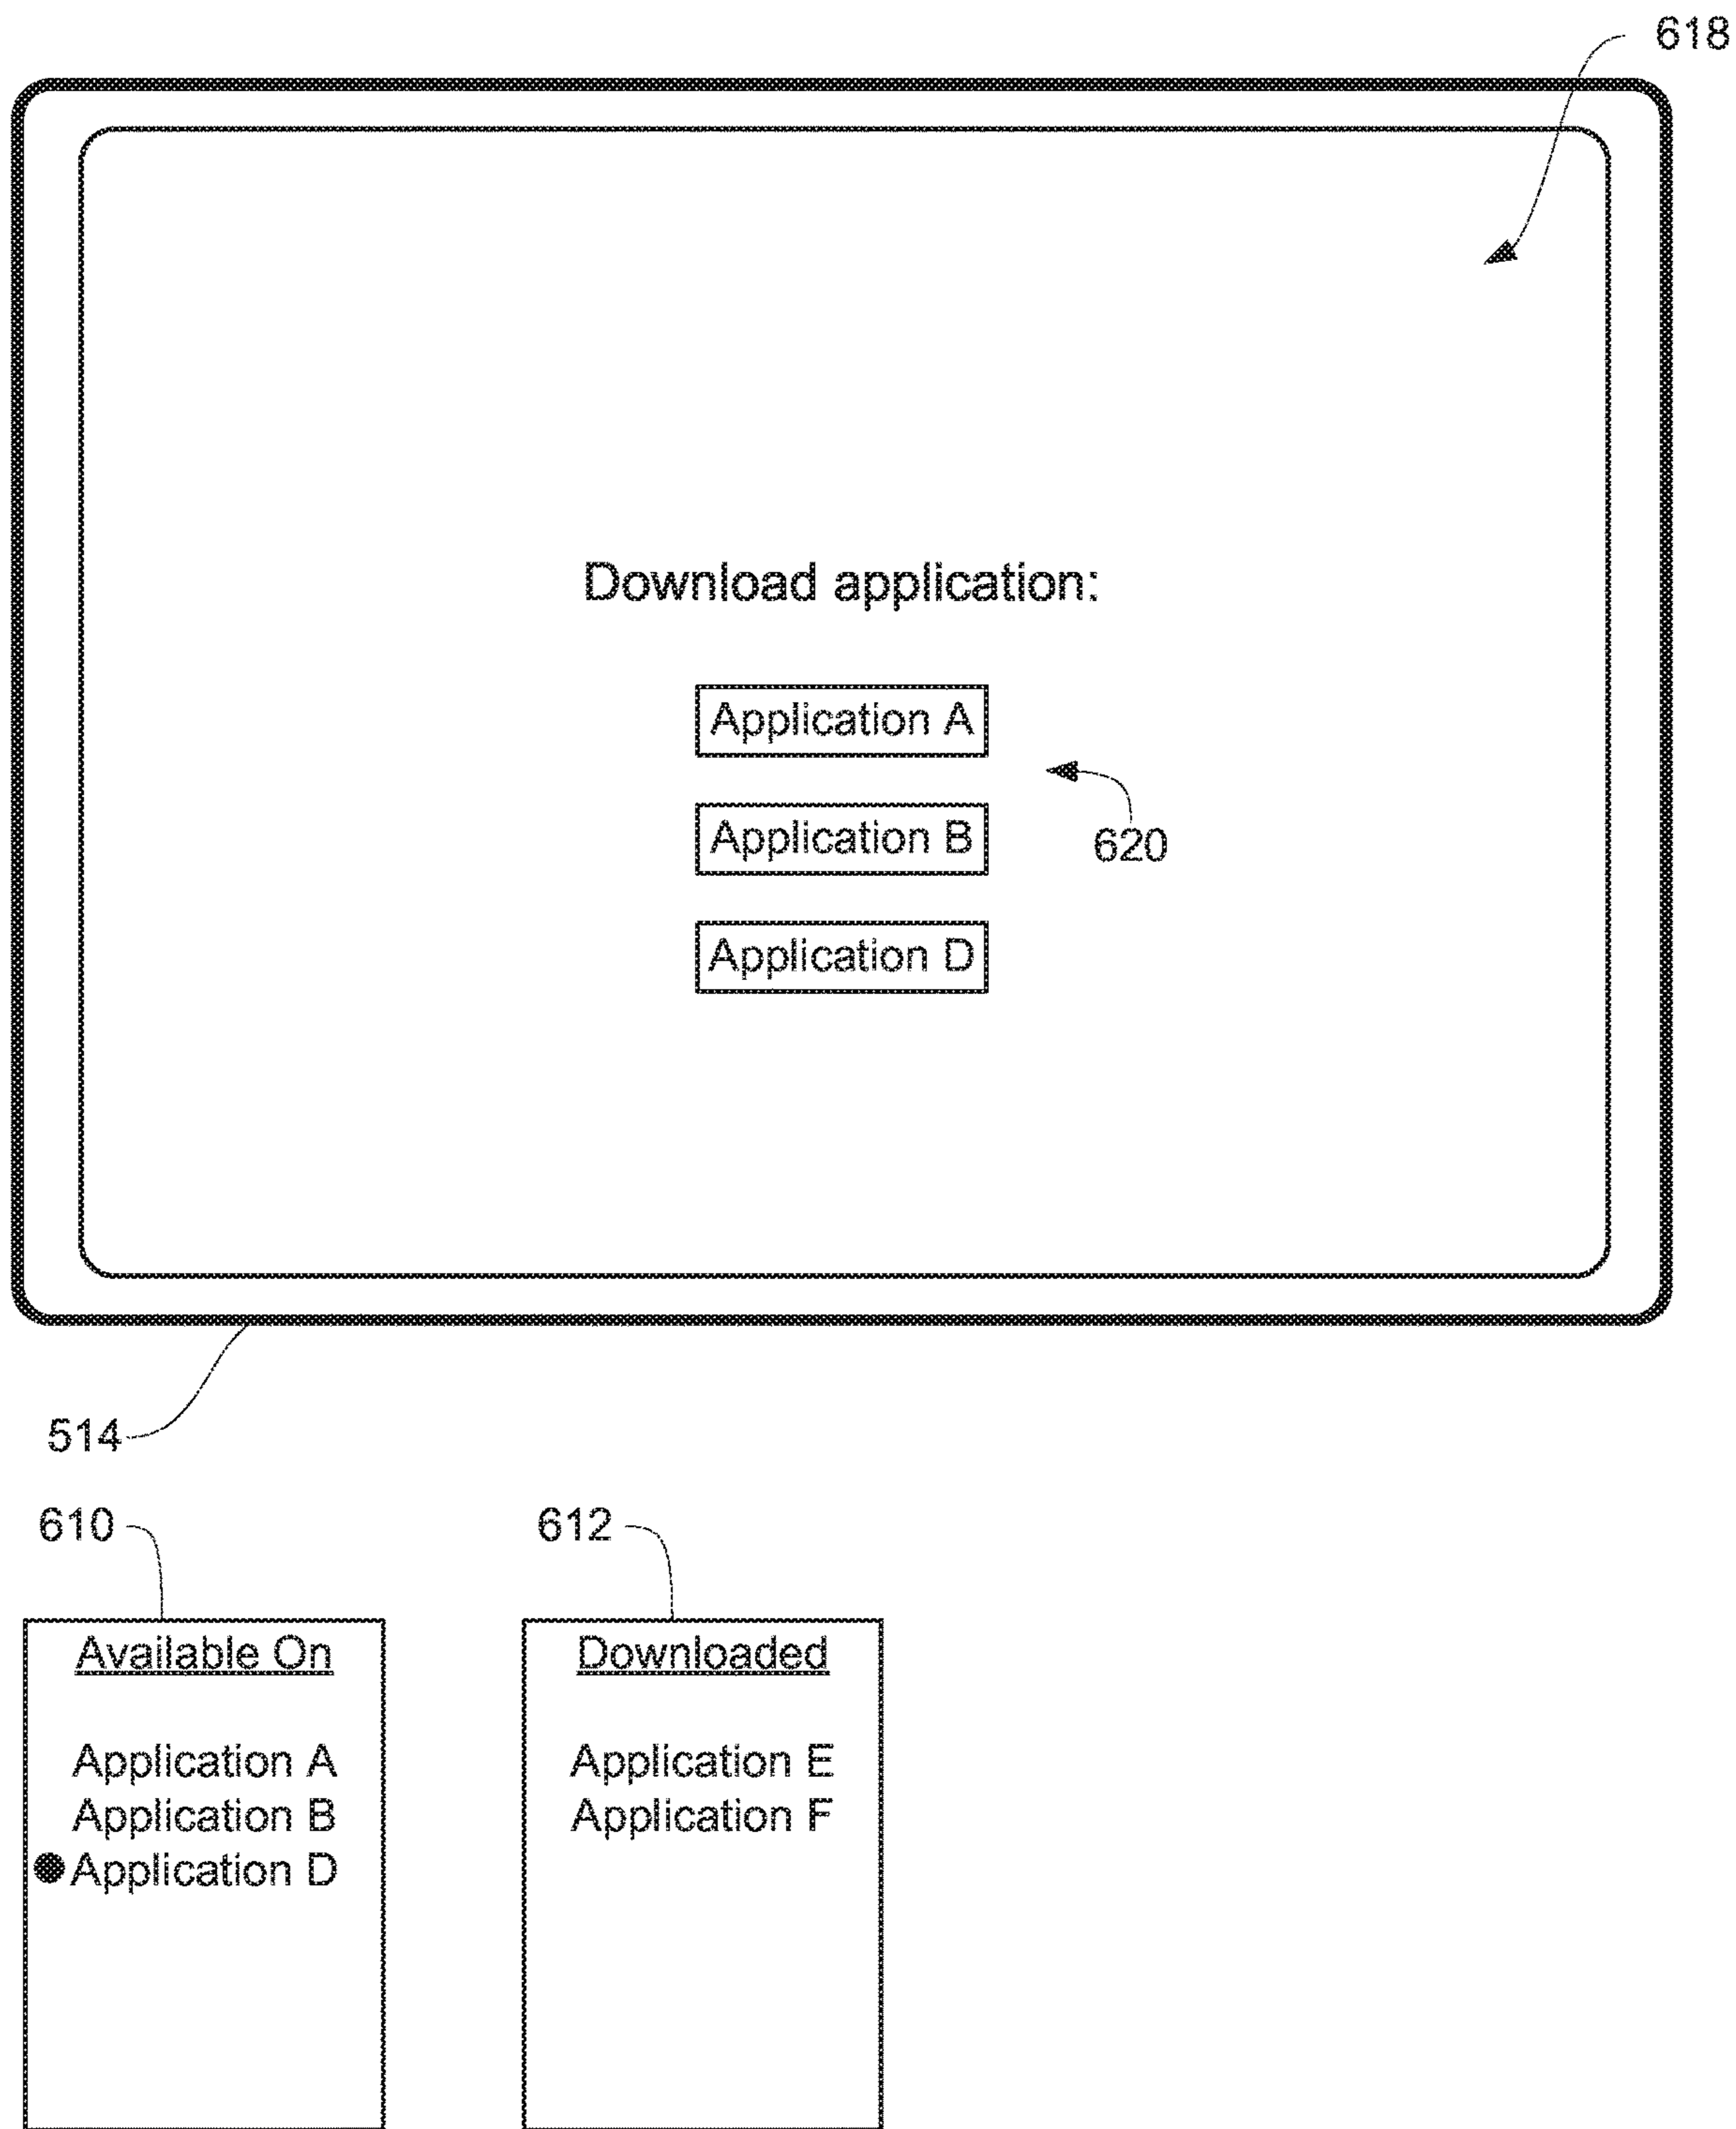 618
Download application:
Application A
Application B
620
Application D
514
610
612
Available On
Application A
Application B
Application D
Downloaded
Application E
Application F